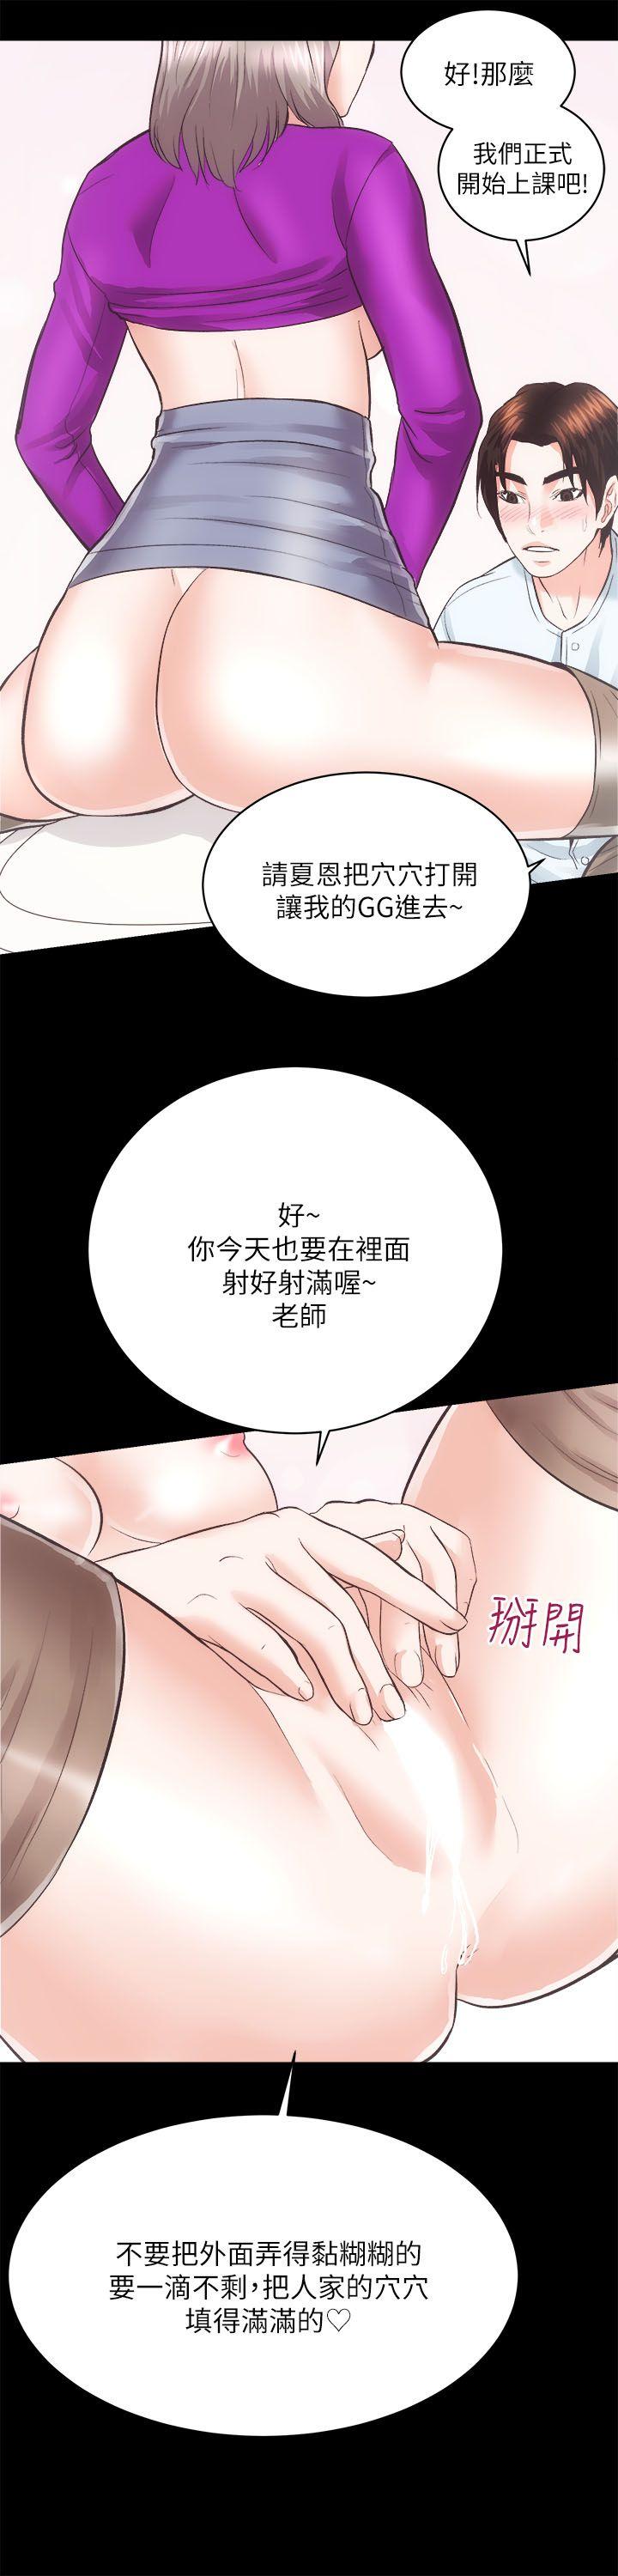 好!那麼
我們正式
開始上課吧!
請夏恩把穴穴打開
讓我的GG進去~
好~
你今天也要在裡面
射好射滿喔~
老師
掰開
不要把外面弄得黏糊糊的
要一滴不剩,把人家的穴穴
填得滿滿的♡